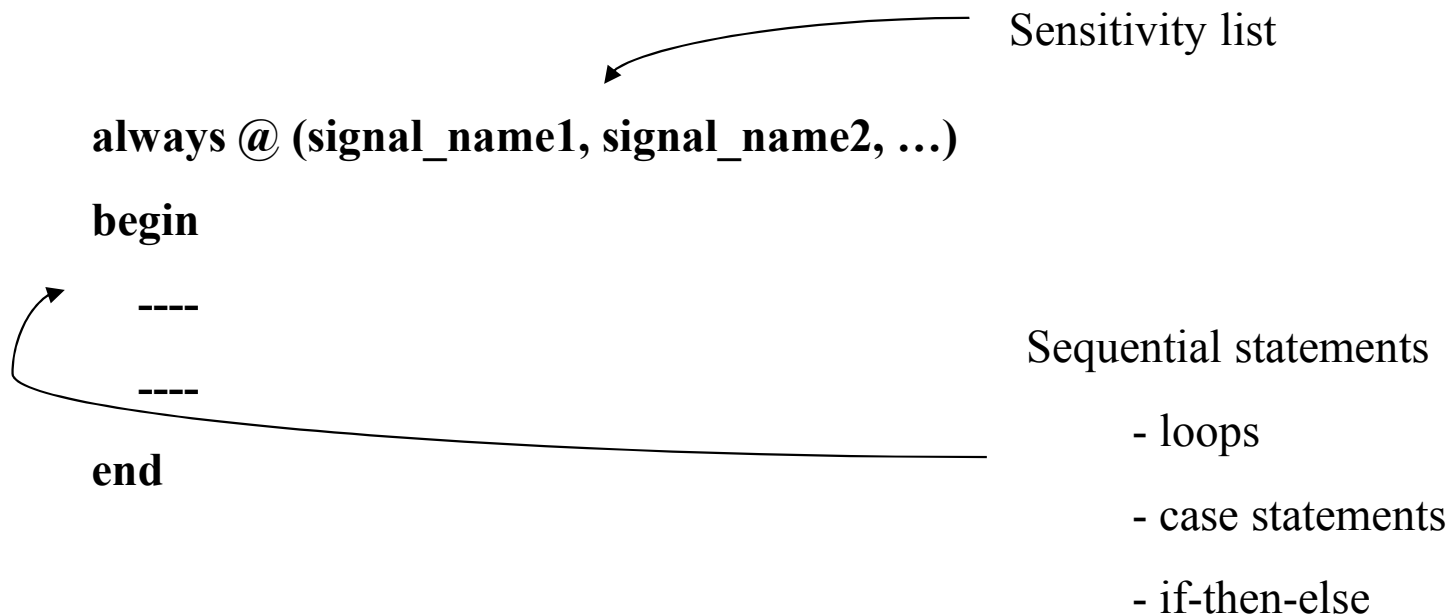 Sensitivity list
always @ (signal_name1, signal_name2, …)
begin
----
----
end
Sequential statements
- loops
- case statements
- if-then-else